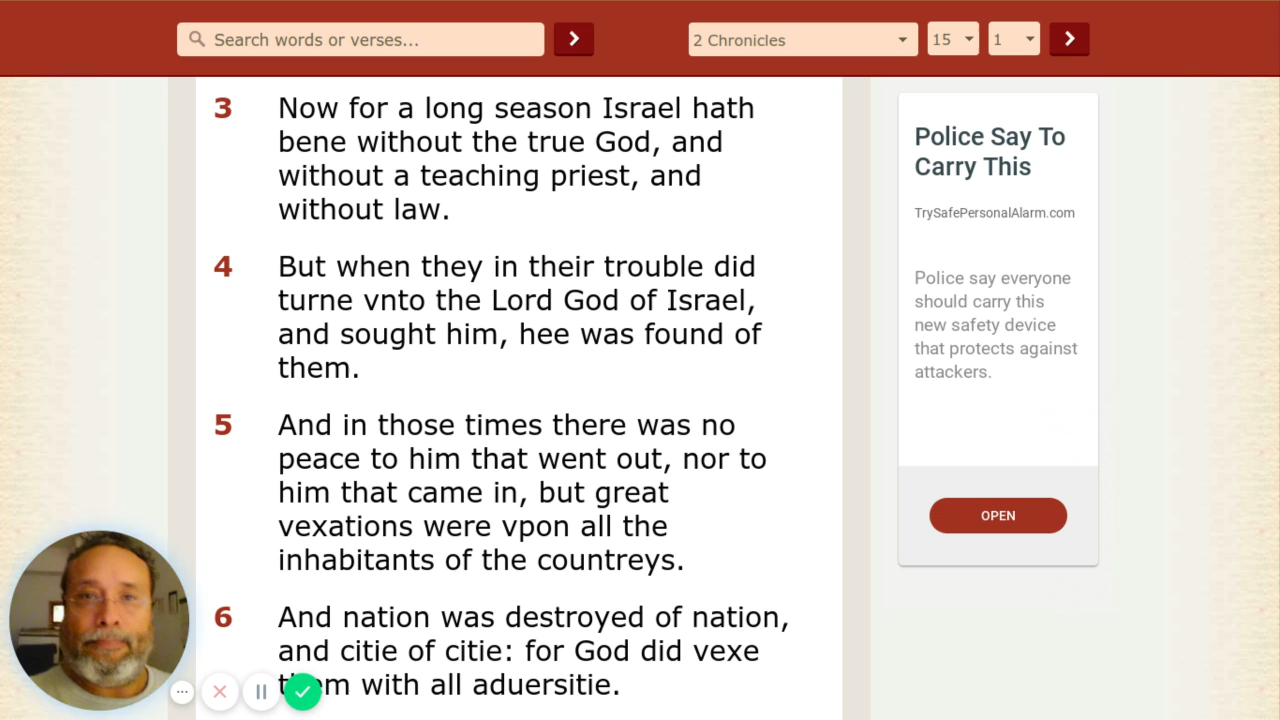 Search words or verses...
2 Chronicles
15
1
3 Now for a long season Israel hath
bene without the true God, and
without a teaching priest, and
without law.
4 But when they in their trouble did
turne vnto the Lord God of Israel,
and sought him, hee was found of
them.
5 And in those times there was no
peace to him that went out, nor to
him that came in, but great
vexations were vpon all the
inhabitants of the countreys.
6 And nation was destroyed of nation,
and citie of citie: for God did vexe
them with all aduersitie.
Police Say To
Carry This
TrySafePersonalAlarm.com
Police say everyone
should carry this
new safety device
that protects against
attackers.
OPEN